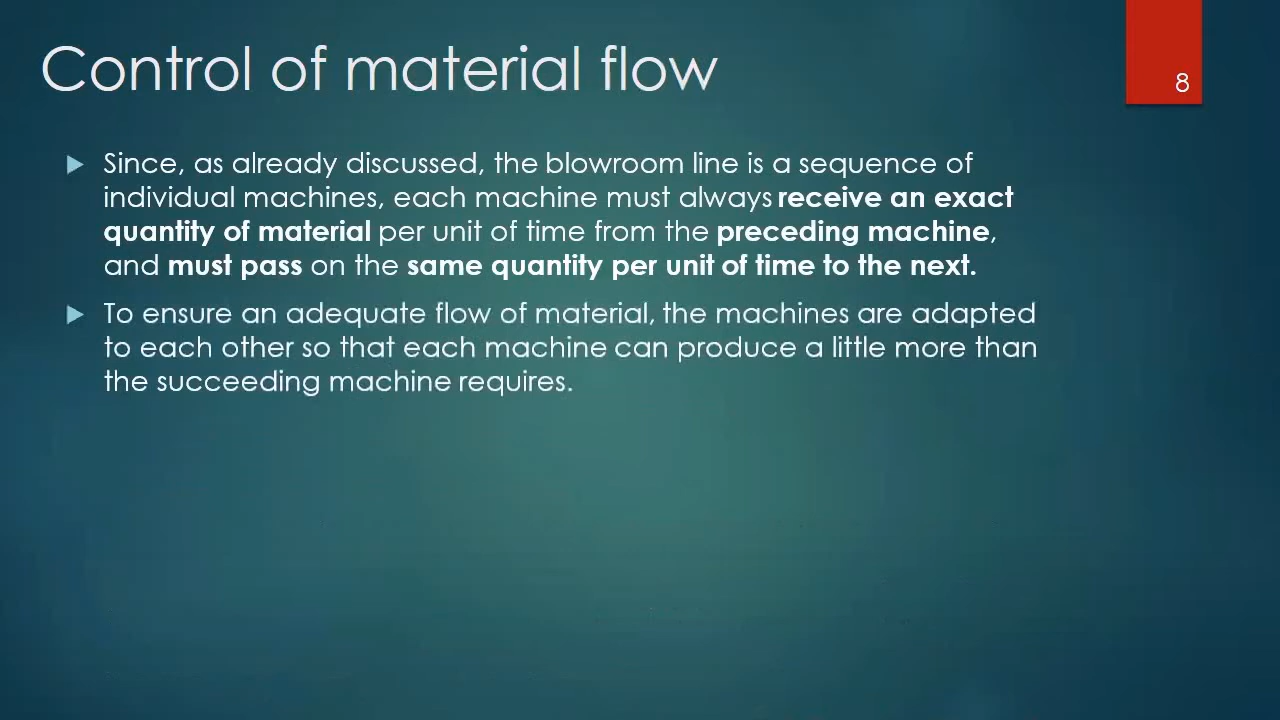 Control of material flow
8
Since, as already discussed, the blowroom line is a sequence of
individual machines, each machine must always receive an exact
quantity of material per unit of time from the preceding machine,
and must pass on the same quantity per unit of time to the next.
To ensure an adequate flow of material, the machines are adapted
to each other so that each machine can produce a little more than
the succeeding machine requires.